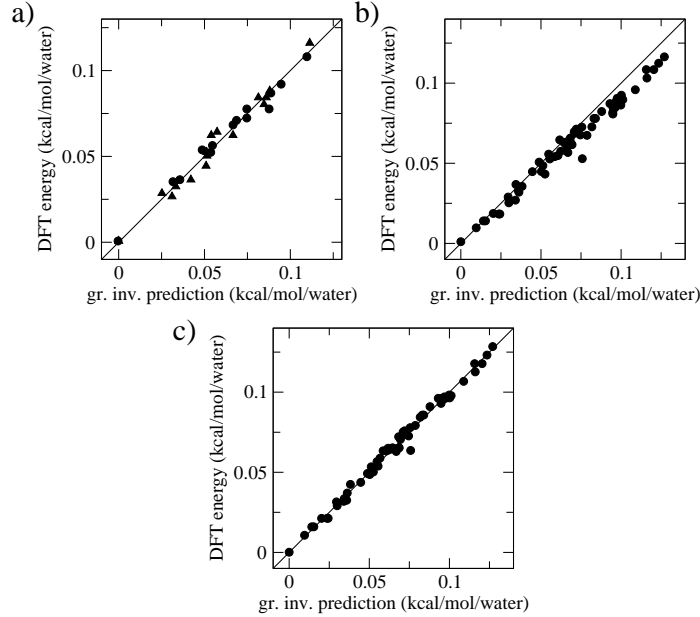 a)
DFT energy (kcal/mol/water)
0.1
0.05
0
0
0.05
0.1
gr. inv. prediction (kcal/mol/water)
b)
DFT energy (kcal/mol/water)
0.1
0.05
0
0
0.05
0.1
gr. inv. prediction (kcal/mol/water)
c)
DFT energy (kcal/mol/water)
0.1
0.05
0
0
0.05
0.1
gr. inv. prediction (kcal/mol/water)